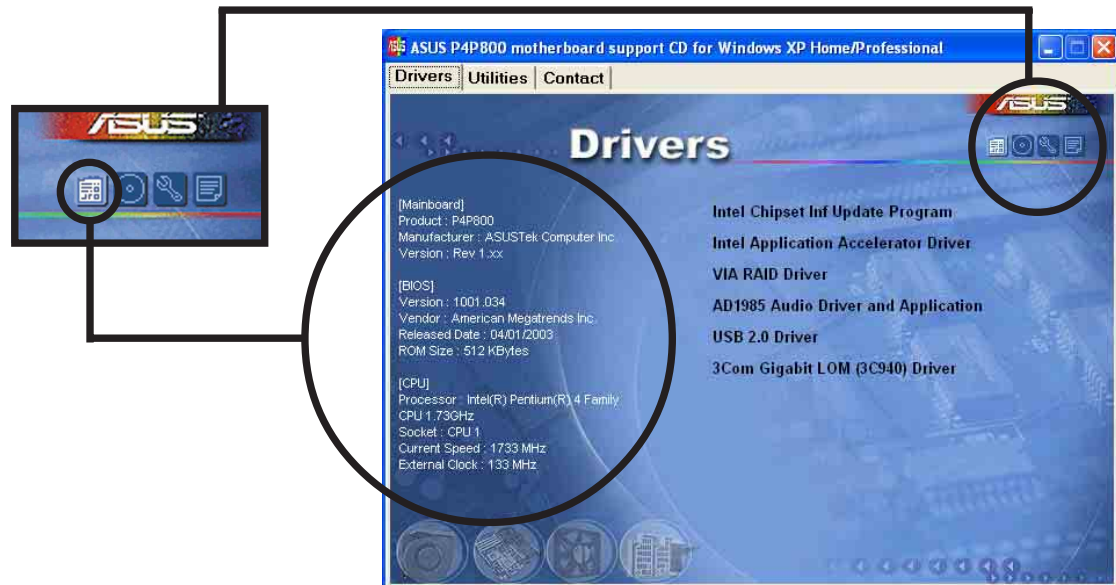 ASUS
ASUS P4P800 motherboard support CD for Windows XP Home/Professional
Drivers Utilities Contact
ASUS
Drivers
[Mainboard]
Product : P4P800
Manufacturer : ASUSTek Computer Inc.
Version : Rev 1.xx
[BIOS]
Version : 1001.034
Vendor : American Megatrends Inc.
Released Date : 04/01/2003
ROM Size : 512 KBytes
[CPU]
Processor : Intel(R) Pentium(R) 4 Family
CPU 1.73GHz
Socket : CPU 1
Current Speed : 1733 MHz
External Clock : 133 MHz
Intel Chipset Inf Update Program
Intel Application Accelerator Driver
VIA RAID Driver
AD1985 Audio Driver and Application
USB 2.0 Driver
3Com Gigabit LOM (3C940) Driver